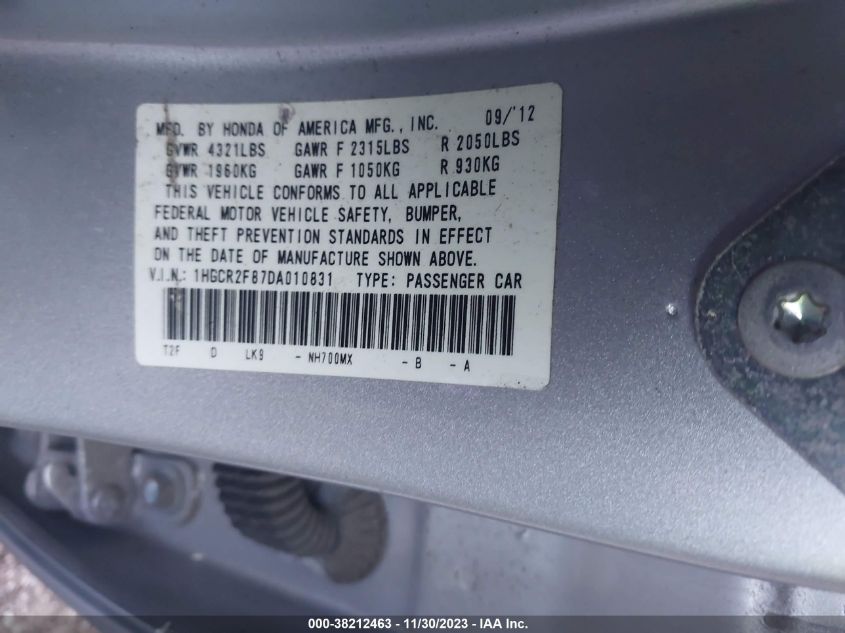 MFD. BY HONDA OF AMERICA MFG., INC. 09/'12
GVWR 4321LBS GAWR F 2315LBS R 2050LBS
GVWR 1960KG GAWR F 1050KG R 930KG
THIS VEHICLE CONFORMS TO ALL APPLICABLE
FEDERAL MOTOR VEHICLE SAFETY, BUMPER,
AND THEFT PREVENTION STANDARDS IN EFFECT
ON THE DATE OF MANUFACTURE SHOWN ABOVE.
V.I.N.: 1HGCR2F87DA010831 TYPE: PASSENGER CAR
T2F D LK9 - NH700MX - B - A
000-38212463 - 11/30/2023 - IAA Inc.